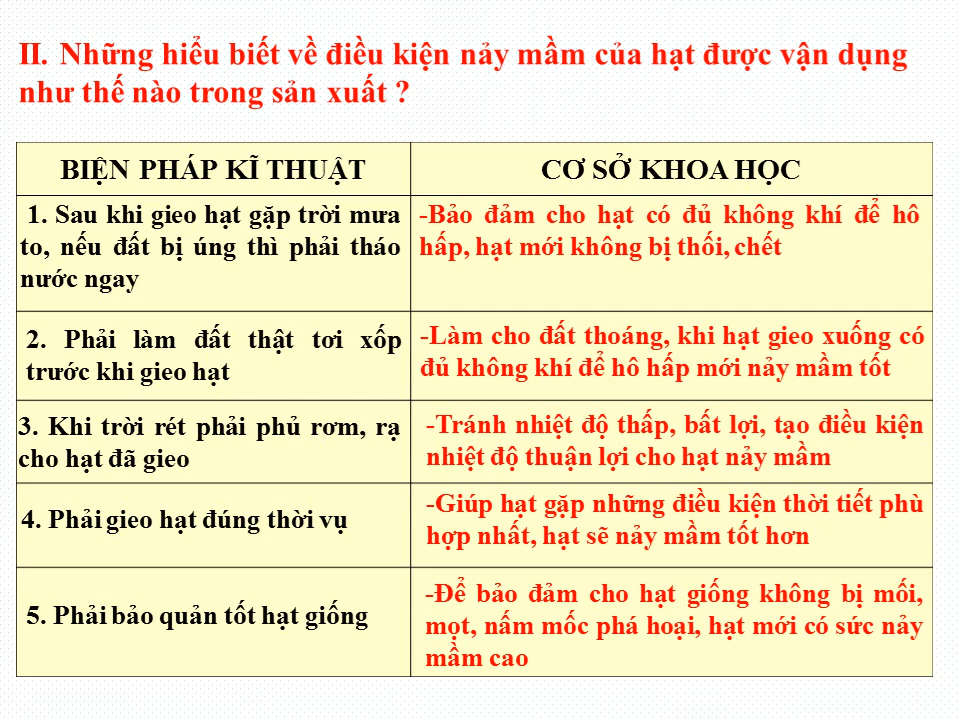 II. Những hiểu biết về điều kiện nảy mầm của hạt được vận dụng
như thế nào trong sản xuất ?
BIỆN PHÁP KĨ THUẬT
CƠ SỞ KHOA HỌC
1. Sau khi gieo hạt gặp trời mưa
to, nếu đất bị úng thì phải tháo
nước ngay
-Bảo đảm cho hạt có đủ không khí để hô
hấp, hạt mới không bị thối, chết
2. Phải làm đất thật tơi xốp
trước khi gieo hạt
-Làm cho đất thoáng, khi hạt gieo xuống có
đủ không khí để hô hấp mới nảy mầm tốt
3. Khi trời rét phải phủ rơm, rạ
cho hạt đã gieo
-Tránh nhiệt độ thấp, bất lợi, tạo điều kiện
nhiệt độ thuận lợi cho hạt nảy mầm
4. Phải gieo hạt đúng thời vụ
-Giúp hạt gặp những điều kiện thời tiết phù
hợp nhất, hạt sẽ nảy mầm tốt hơn
5. Phải bảo quản tốt hạt giống
-Để bảo đảm cho hạt giống không bị mối,
mọt, nấm mốc phá hoại, hạt mới có sức nảy
mầm cao